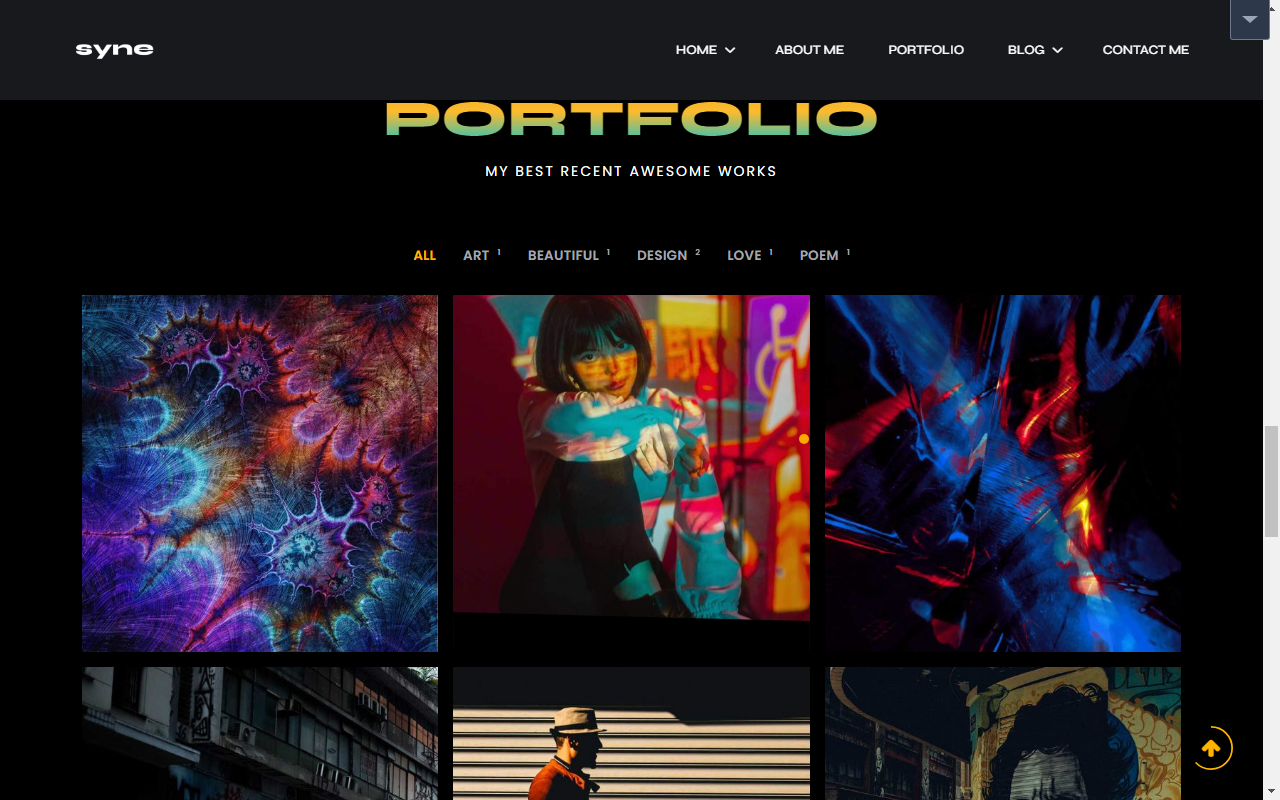 syne
HOME ABOUT ME PORTFOLIO BLOG CONTACT ME
PORTFOLIO
MY BEST RECENT AWESOME WORKS
ALL ART 1 BEAUTIFUL 1 DESIGN 2 LOVE 1 POEM 1